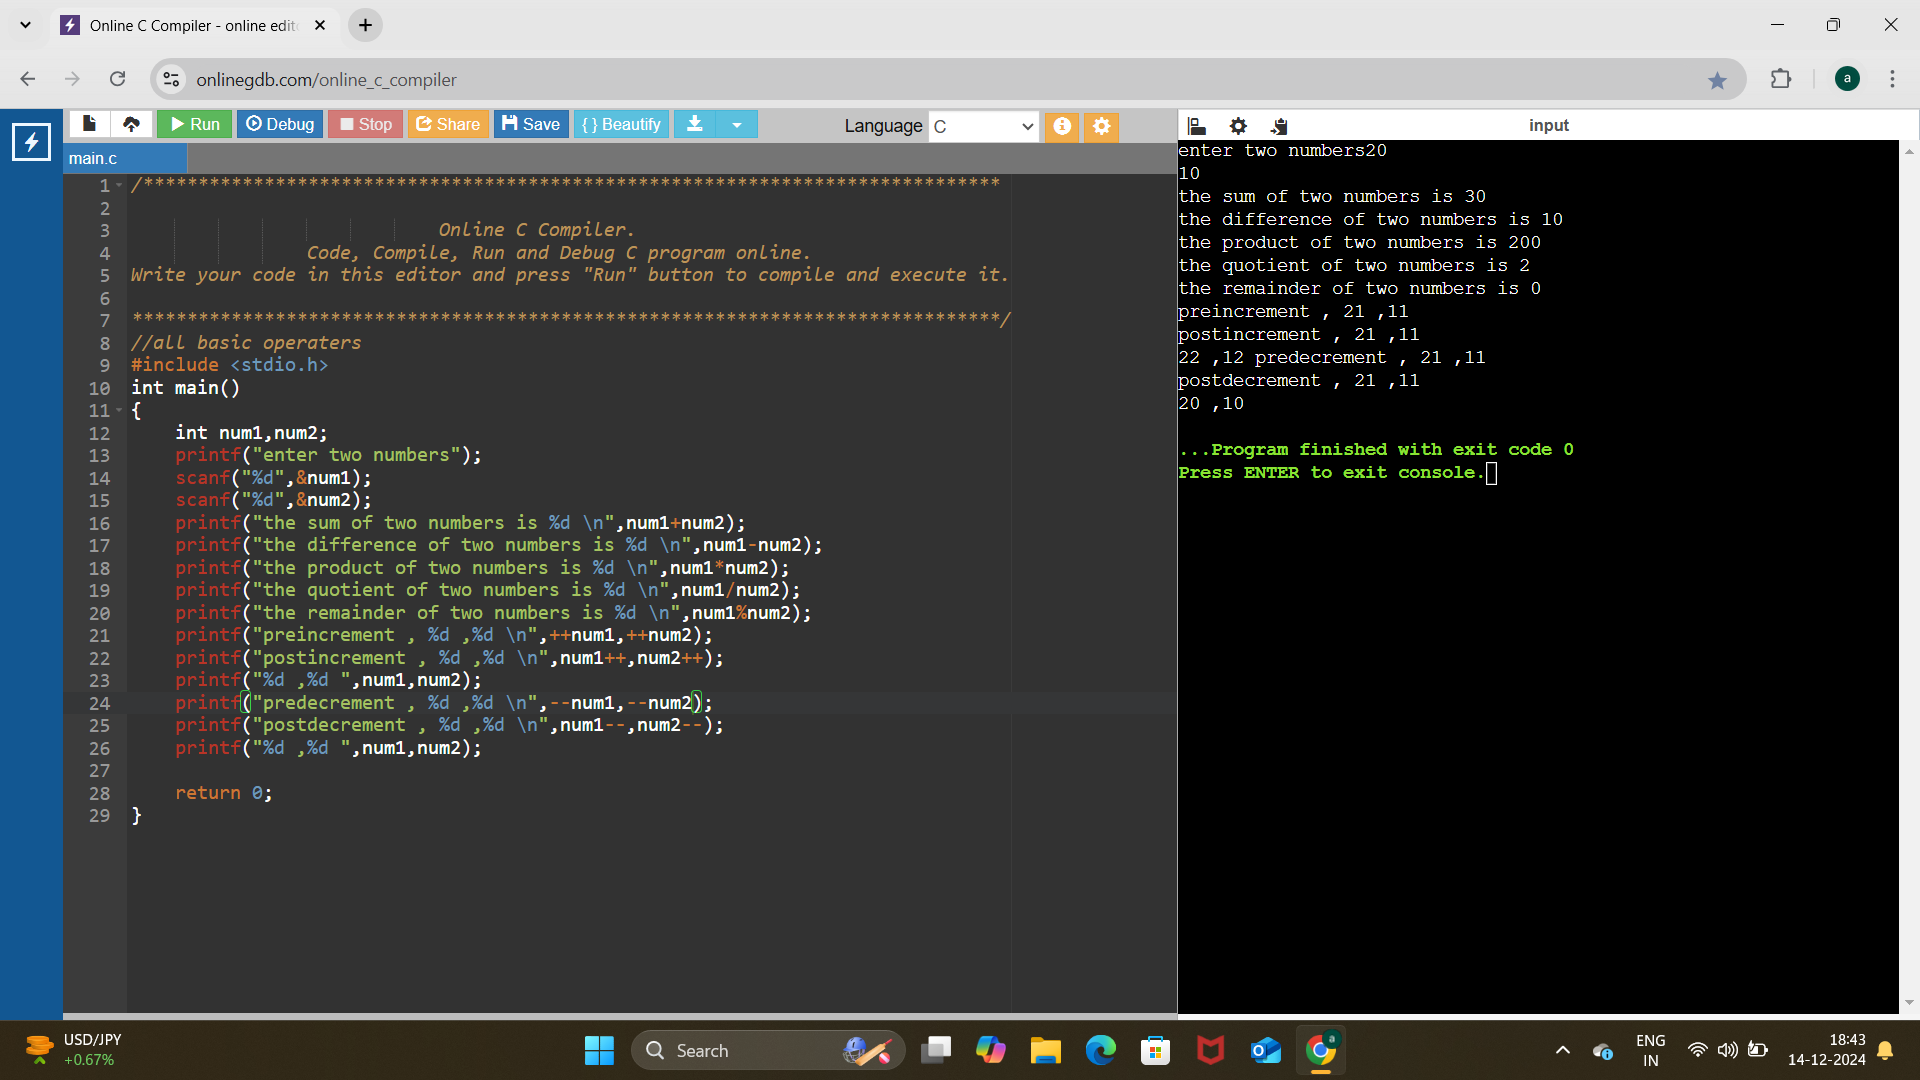 Online C Compiler - online edit
onlinegdb.com/online_c_compiler
a
Run Debug Stop Share Save { } Beautify Language C
input
main.c
1 /******************************************************************************
2
3 Online C Compiler.
4 Code, Compile, Run and Debug C program online.
5 Write your code in this editor and press "Run" button to compile and execute it.
6
7 *******************************************************************************/
8 //all basic operaters
9 #include <stdio.h>
10 int main()
11 {
12 int num1,num2;
13 printf("enter two numbers");
14 scanf("%d",&num1);
15 scanf("%d",&num2);
16 printf("the sum of two numbers is %d \n",num1+num2);
17 printf("the difference of two numbers is %d \n",num1-num2);
18 printf("the product of two numbers is %d \n",num1*num2);
19 printf("the quotient of two numbers is %d \n",num1/num2);
20 printf("the remainder of two numbers is %d \n",num1%num2);
21 printf("preincrement , %d ,%d \n",++num1,++num2);
22 printf("postincrement , %d ,%d \n",num1++,num2++);
23 printf("%d ,%d ",num1,num2);
24 printf("predecrement , %d ,%d \n",--num1,--num2);
25 printf("postdecrement , %d ,%d \n",num1--,num2--);
26 printf("%d ,%d ",num1,num2);
27
28 return 0;
29 }
enter two numbers20
10
the sum of two numbers is 30
the difference of two numbers is 10
the product of two numbers is 200
the quotient of two numbers is 2
the remainder of two numbers is 0
preincrement , 21 ,11
postincrement , 21 ,11
22 ,12 predecrement , 21 ,11
postdecrement , 21 ,11
20 ,10
...Program finished with exit code 0
Press ENTER to exit console.
USD/JPY
+0.67%
Search
a
ENG
IN
18:43
14-12-2024